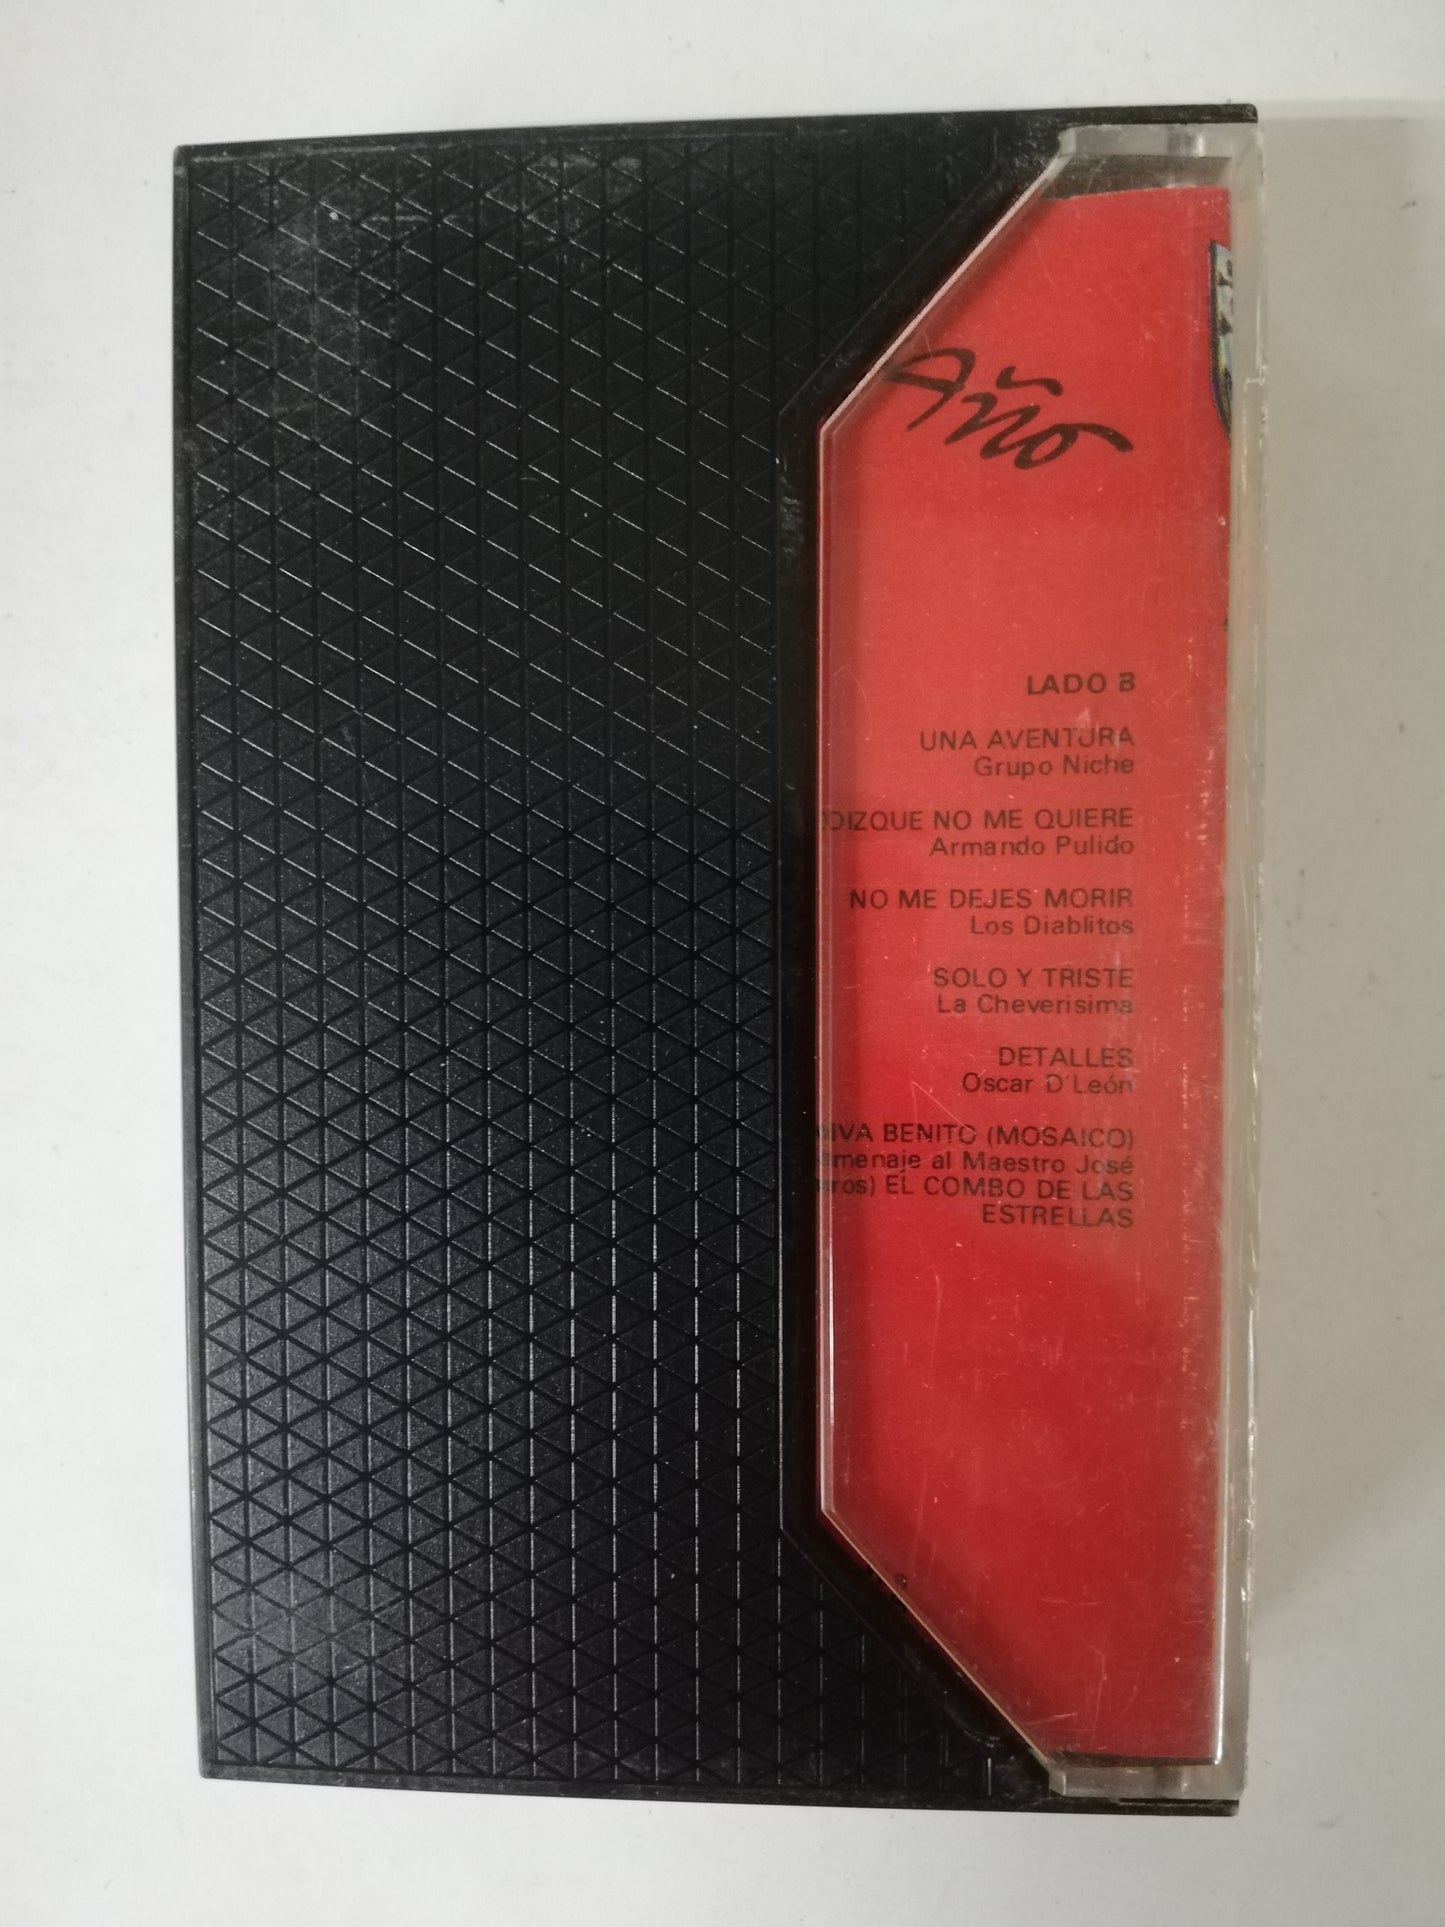 Año
LADO B
UNA AVENTURA
Grupo Niche
DIZQUE NO ME QUIERE
Armando Pulido
NO ME DEJES MORIR
Los Diablitos
SOLO Y TRISTE
La Cheverisima
DETALLES
Oscar D'León
BENITO (MOSAICO)
al Maestro José
EL COMBO DE LAS
ESTRELLAS